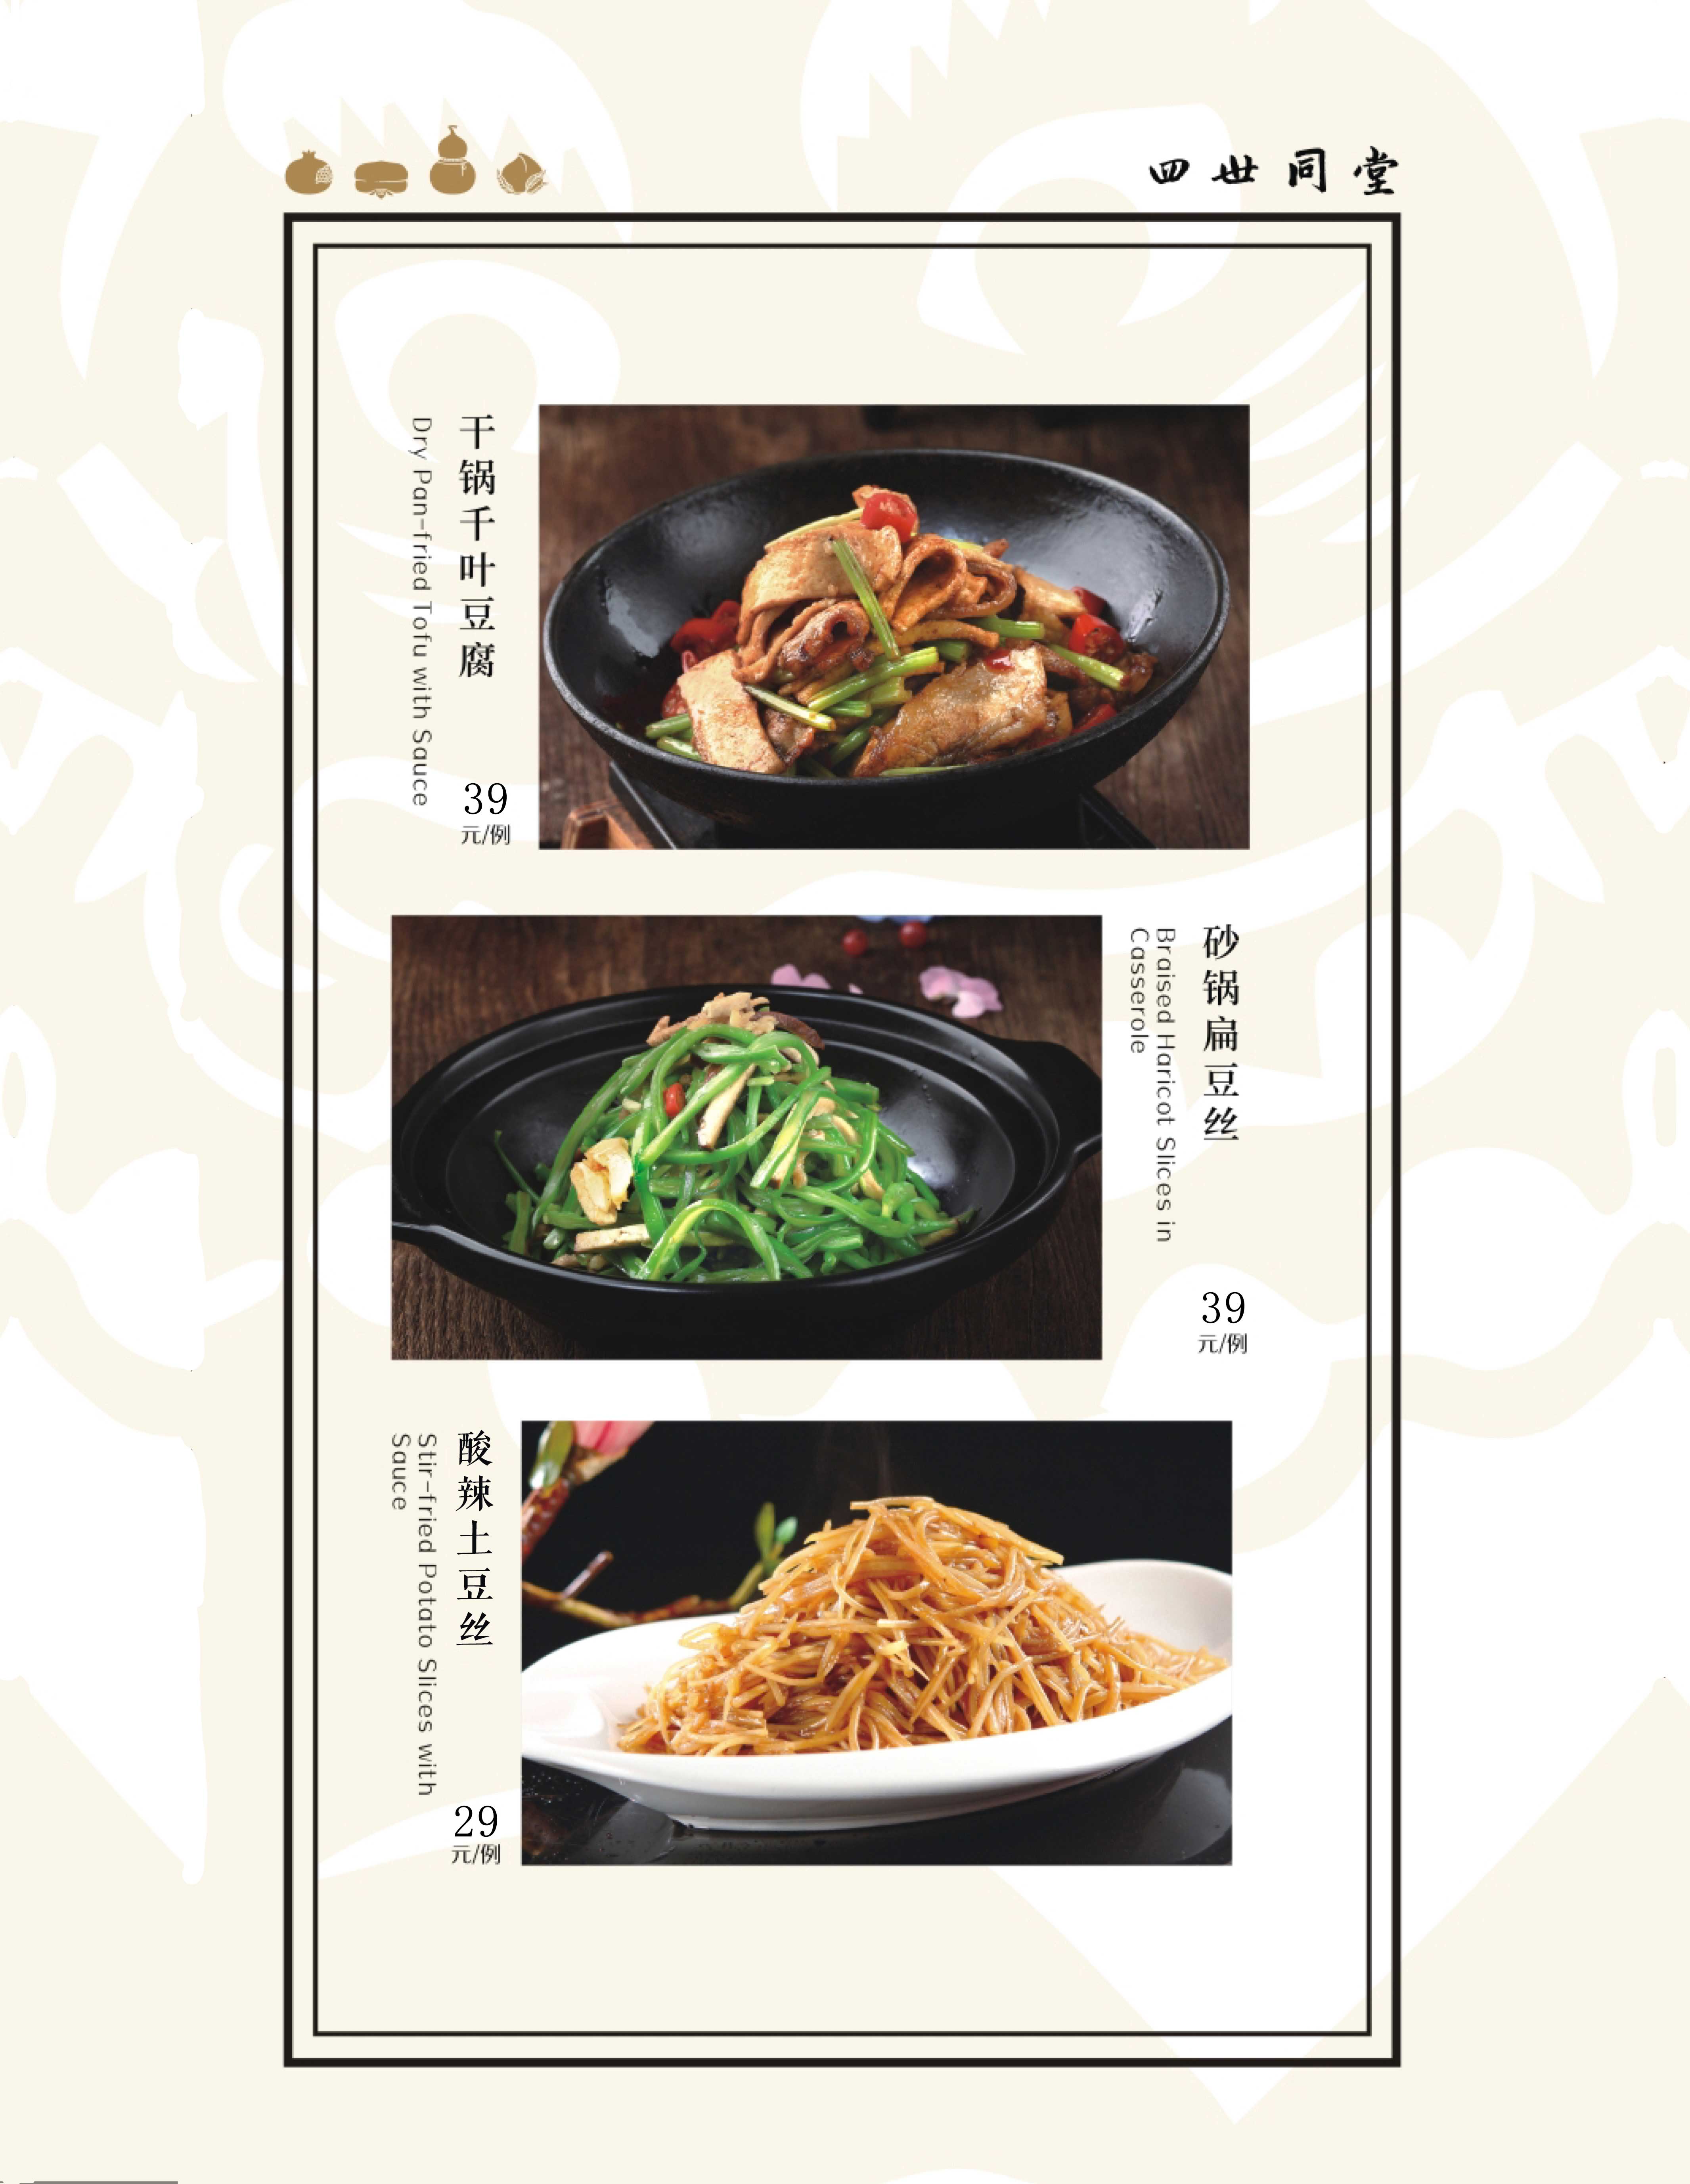 四世同堂
干锅千叶豆腐
Dry Pan-fried Tofu with Sauce
39
元/例
砂锅扁豆丝
Braised Haricot Slices in
Casserole
39
元/例
酸辣土豆丝
Stir-fried Potato Slices with
Sauce
29
元/例